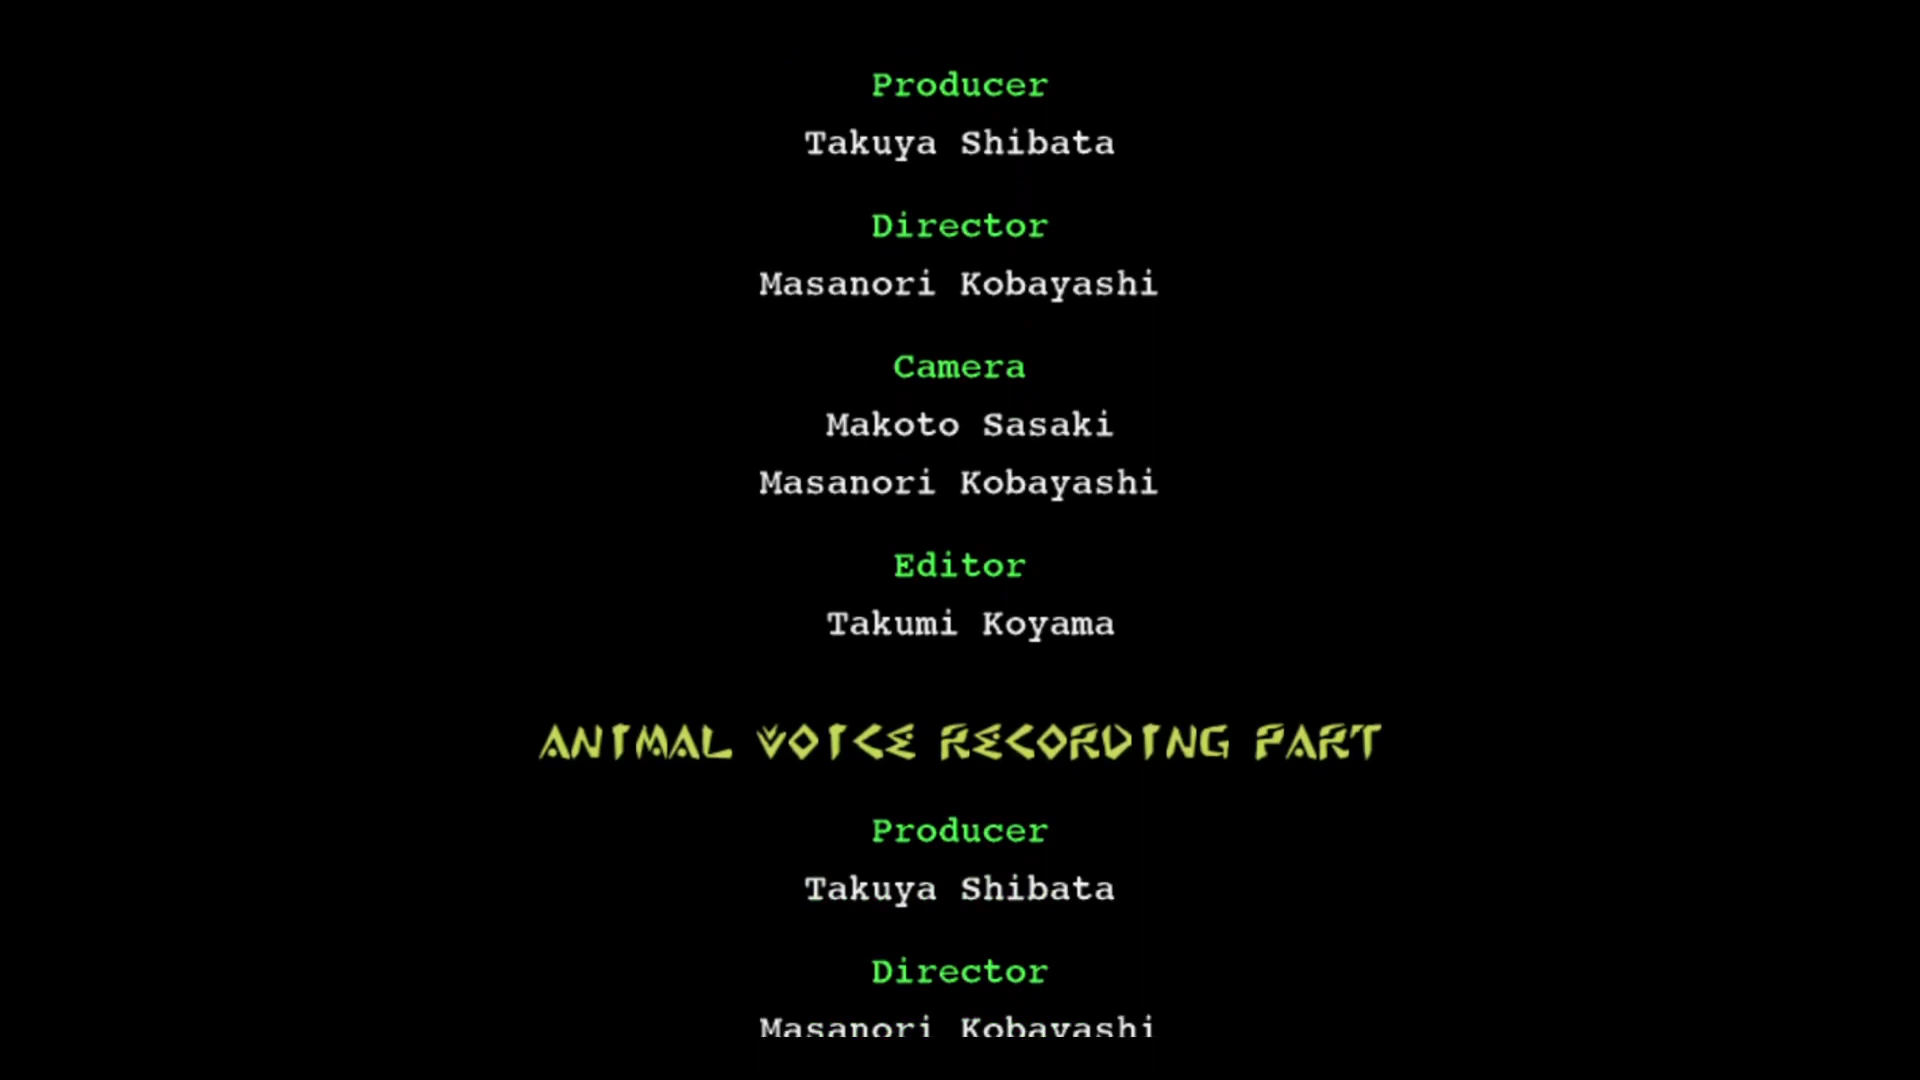 Producer
Takuya Shibata
Director
Masanori Kobayashi
Camera
Makoto Sasaki
Masanori Kobayashi
Editor
Takumi Koyama
ANIMAL VOICE RECORDING PART
Producer
Takuya Shibata
Director
Masanori Kobayashi